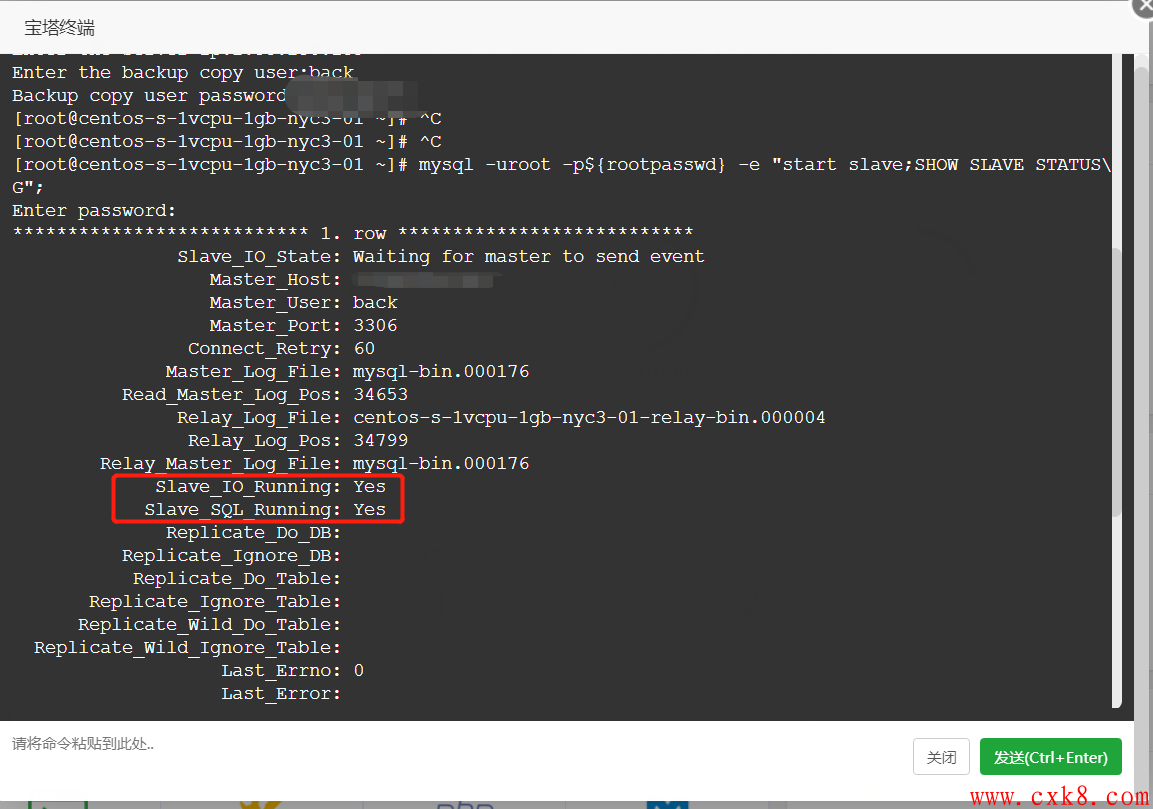 宝塔终端
Enter the backup copy user:back
Backup copy user password
[root@centos-s-1vcpu-1gb-nyc3-01 ~]# ^C
[root@centos-s-1vcpu-1gb-nyc3-01 ~]# ^C
[root@centos-s-1vcpu-1gb-nyc3-01 ~]# mysql -uroot -p${rootpasswd} -e "start slave;SHOW SLAVE STATUS\
G";
Enter password:
*************************** 1. row ***************************
Slave_IO_State: Waiting for master to send event
Master_Host:
Master_User: back
Master_Port: 3306
Connect_Retry: 60
Master_Log_File: mysql-bin.000176
Read_Master_Log_Pos: 34653
Relay_Log_File: centos-s-1vcpu-1gb-nyc3-01-relay-bin.000004
Relay_Log_Pos: 34799
Relay_Master_Log_File: mysql-bin.000176
Slave_IO_Running: Yes
Slave_SQL_Running: Yes
Replicate_Do_DB:
Replicate_Ignore_DB:
Replicate_Do_Table:
Replicate_Ignore_Table:
Replicate_Wild_Do_Table:
Replicate_Wild_Ignore_Table:
Last_Errno: 0
Last_Error:
请将命令粘贴到此处..
关闭
发送(Ctrl+Enter)
www.cxk8.com